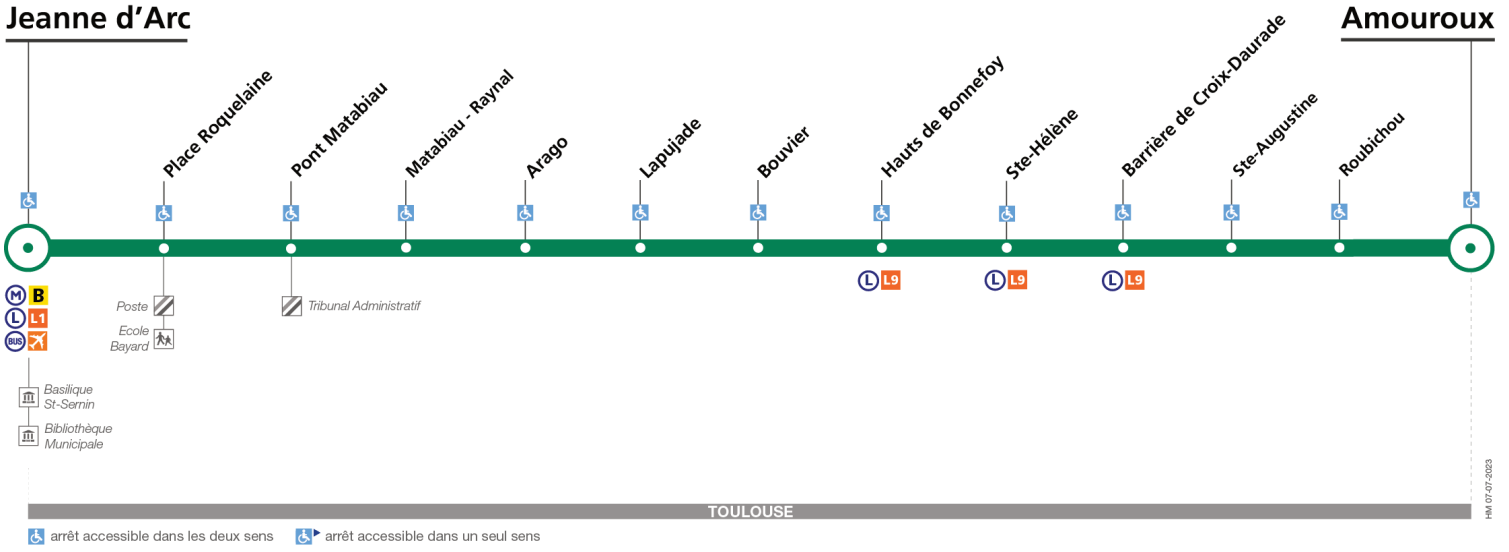 Jeanne d’Arc
Amouroux
Place Roquelaine
Pont Matabiau
Matabiau - Raynal
Arago
Lapujade
Bouvier
Hauts de Bonnefoy
Ste-Hélène
Barrière de Croix-Daurade
Ste-Augustine
Roubichou
M B
L L1
BUS
L L9
L L9
L L9
Poste
Ecole
Bayard
Tribunal Administratif
Basilique
St-Sernin
Bibliothèque
Municipale
HM 07-07-2023
TOULOUSE
arrêt accessible dans les deux sens
arrêt accessible dans un seul sens